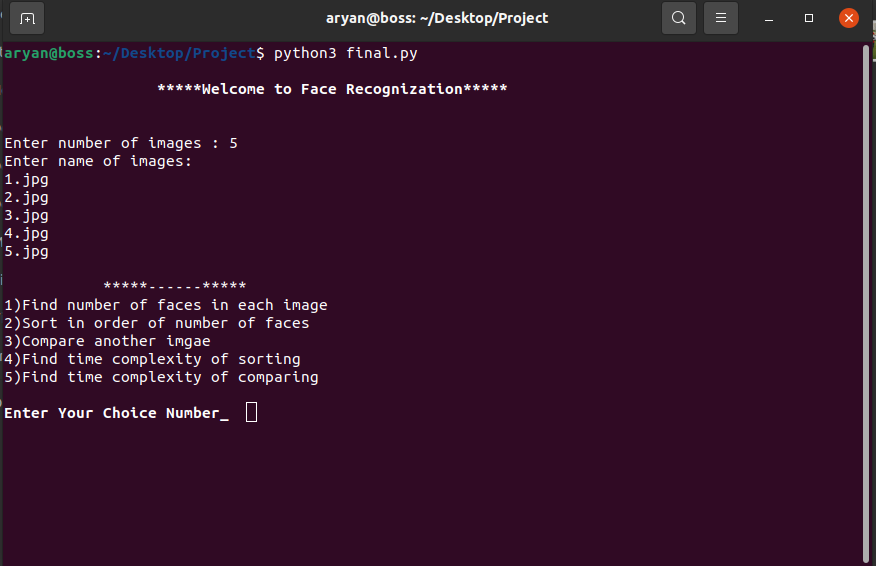 aryan@boss: ~/Desktop/Project
aryan@boss:~/Desktop/Project$ python3 final.py
*****Welcome to Face Recognization*****
Enter number of images : 5
Enter name of images:
1.jpg
2.jpg
3.jpg
4.jpg
5.jpg
*****------*****
1)Find number of faces in each image
2)Sort in order of number of faces
3)Compare another imgae
4)Find time complexity of sorting
5)Find time complexity of comparing
Enter Your Choice Number_